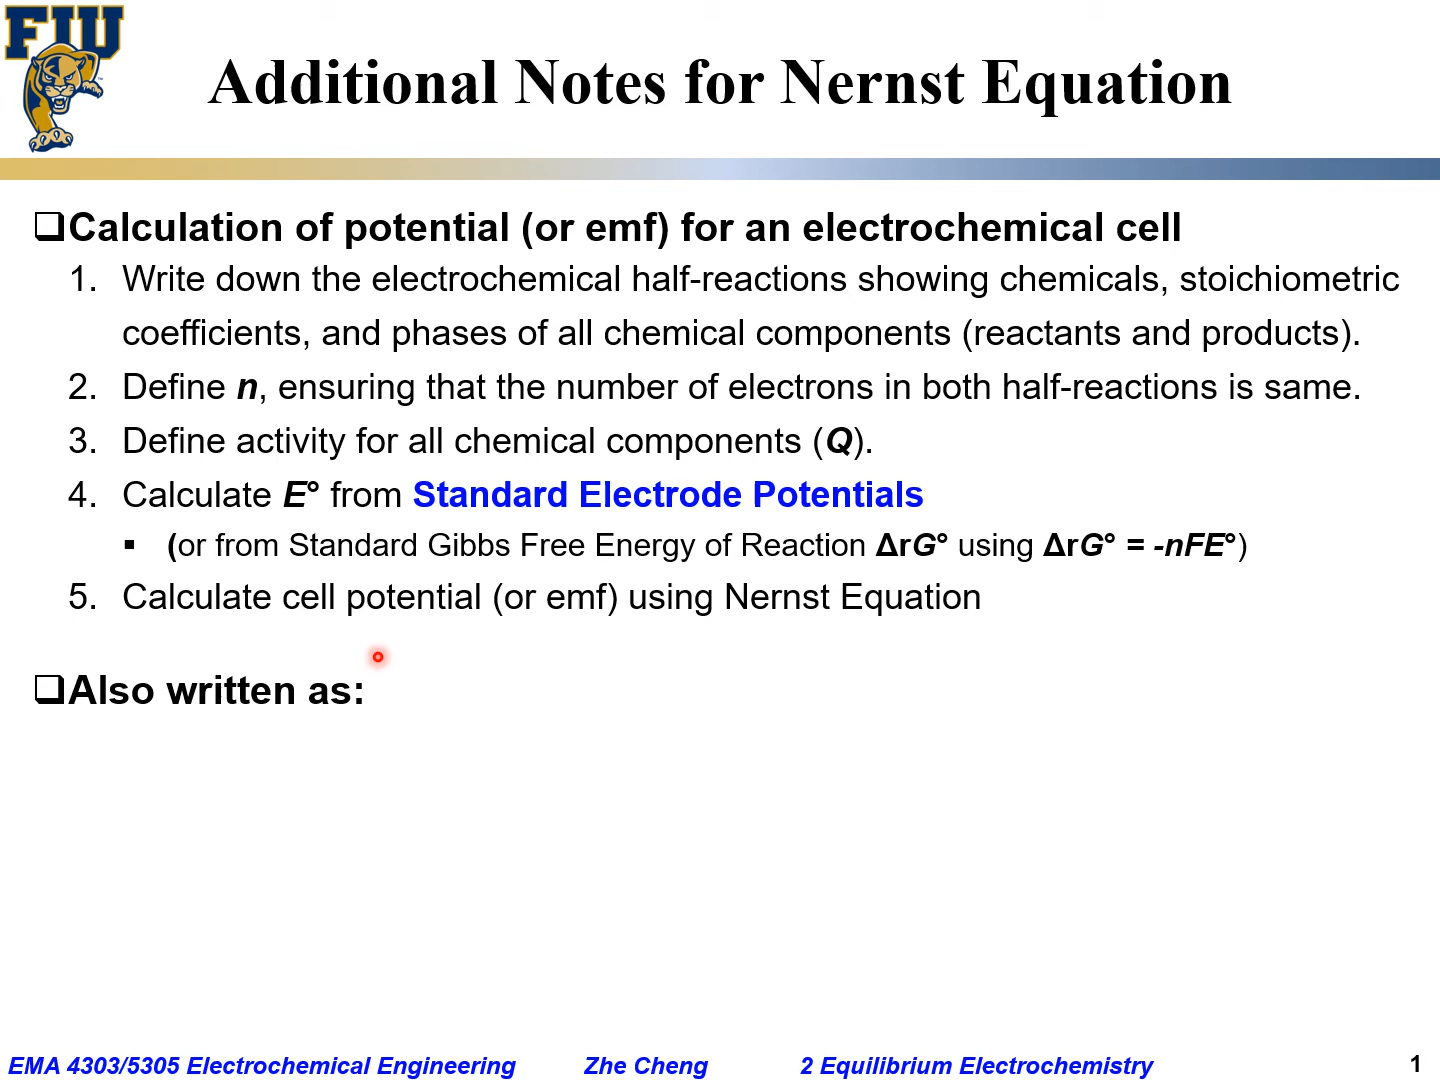 FIU
Additional Notes for Nernst Equation
❑Calculation of potential (or emf) for an electrochemical cell
1. Write down the electrochemical half-reactions showing chemicals, stoichiometric
coefficients, and phases of all chemical components (reactants and products).
2. Define n, ensuring that the number of electrons in both half-reactions is same.
3. Define activity for all chemical components (Q).
4. Calculate E° from Standard Electrode Potentials
▪ (or from Standard Gibbs Free Energy of Reaction ΔrG° using ΔrG° = -nFE°)
5. Calculate cell potential (or emf) using Nernst Equation
❑Also written as:
EMA 4303/5305 Electrochemical Engineering Zhe Cheng 2 Equilibrium Electrochemistry 1